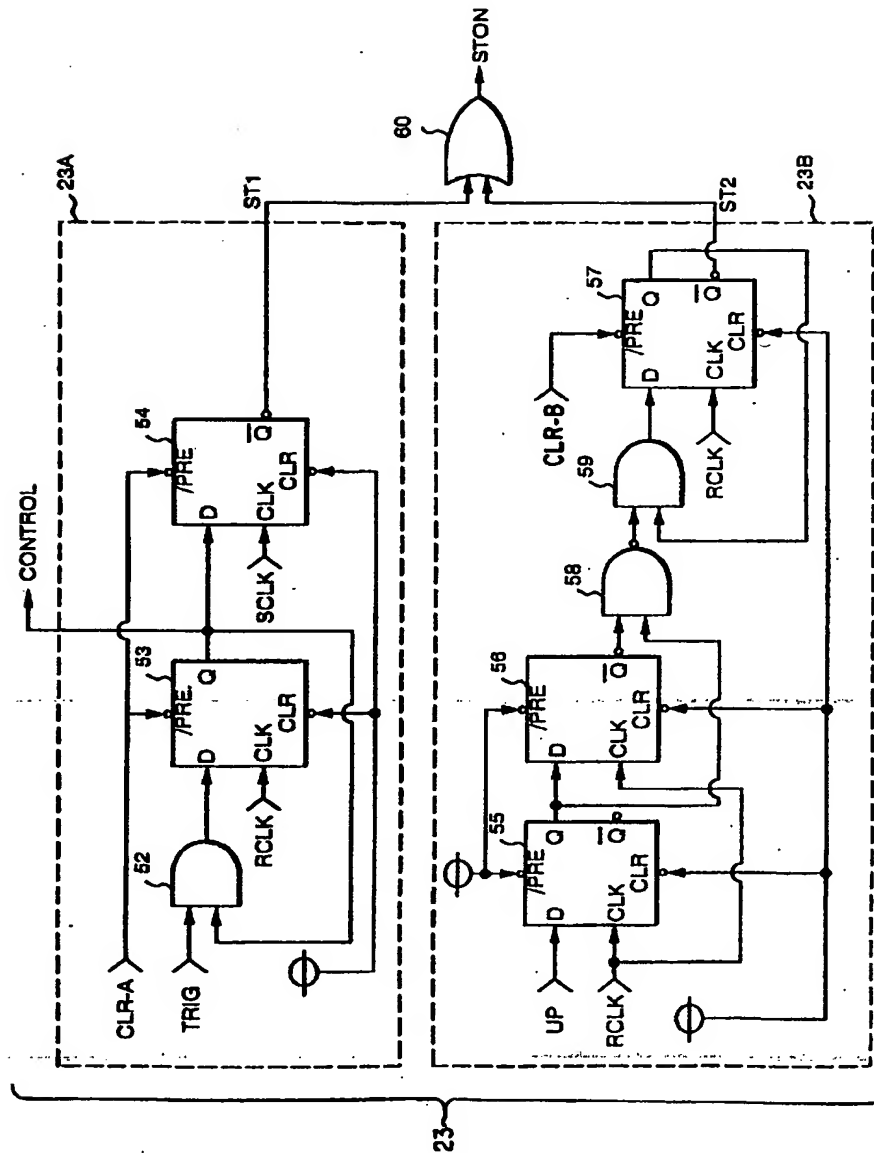 23
23A
CONTROL
CLR-A
TRIG
52
D
/PRE
53
Q
RCLK
CLK
CLR
D
/PRE
54
Q
SCLK
CLK
CLR
ST1
60
STON
23B
UP
RCLK
D
/PRE
55
Q
Q
CLK
CLR
D
/PRE
56
Q
CLK
CLR
58
59
CLR-B
D
/PRE
57
Q
Q
RCLK
CLK
CLR
ST2